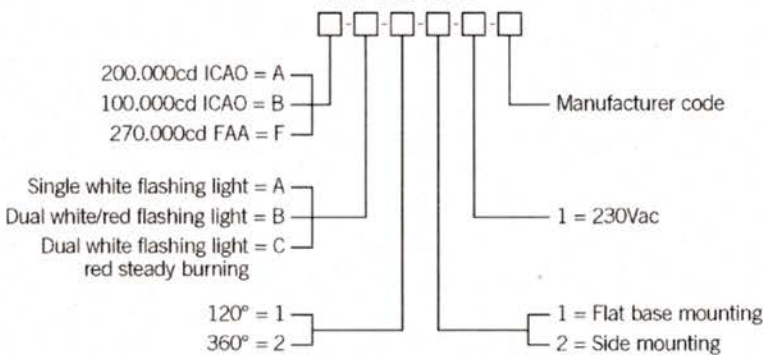 200.000cd ICAO = A
100.000cd ICAO = B
270.000cd FAA = F
Manufacturer code
Single white flashing light = A
Dual white/red flashing light = B
Dual white flashing light = C
red steady burning
1 = 230Vac
120° = 1
360° = 2
1 = Flat base mounting
2 = Side mounting